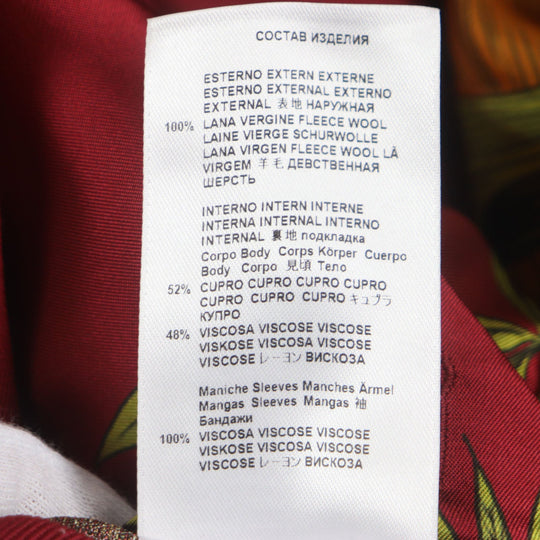 СОСТАВ ИЗДЕЛИЯ
ESTERNO EXTERN EXTERNE
ESTERNO EXTERNAL EXTERNO
EXTERNAL 表地 НАРУЖНАЯ
100% LANA VERGINE FLEECE WOOL
LAINE VIERGE SCHURWOLLE
LANA VIRGEN FLEECE WOOL LÃ
VIRGEM 羊毛 ДЕВСТВЕННАЯ
ШЕРСТЬ
INTERNO INTERN INTERNE
INTERNA INTERNAL INTERNO
INTERNAL 裏地 подкладка
Corpo Body Corps Körper Cuerpo
Body Corpo 見頃 Тело
52% CUPRO CUPRO CUPRO CUPRO
CUPRO CUPRO CUPRO キュプラ
КУПРО
48% VISCOSA VISCOSE VISCOSE
VISKOSE VISCOSA VISCOSE
VISCOSE レーヨン ВИСКОЗА
Maniche Sleeves Manches Ärmel
Mangas Sleeves Mangas 袖
Бандажи
100% VISCOSA VISCOSE VISCOSE
VISKOSE VISCOSA VISCOSE
VISCOSE レーヨン ВИСКОЗА